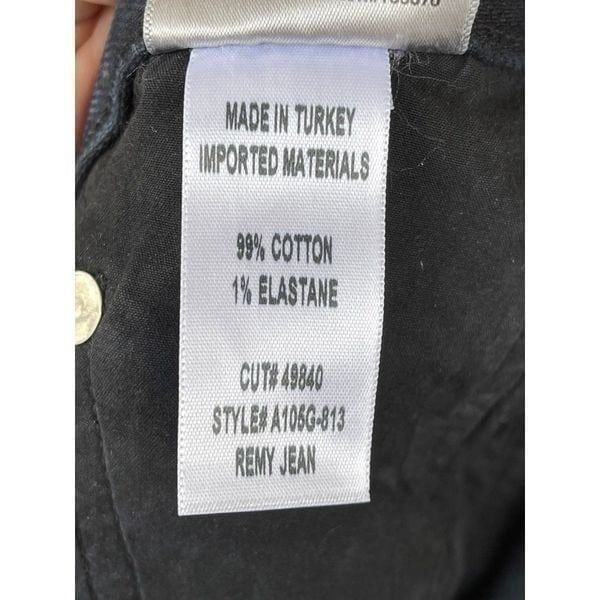 MADE IN TURKEY
IMPORTED MATERIALS
99% COTTON
1% ELASTANE
CUT# 49840
STYLE# A105G-813
REMY JEAN